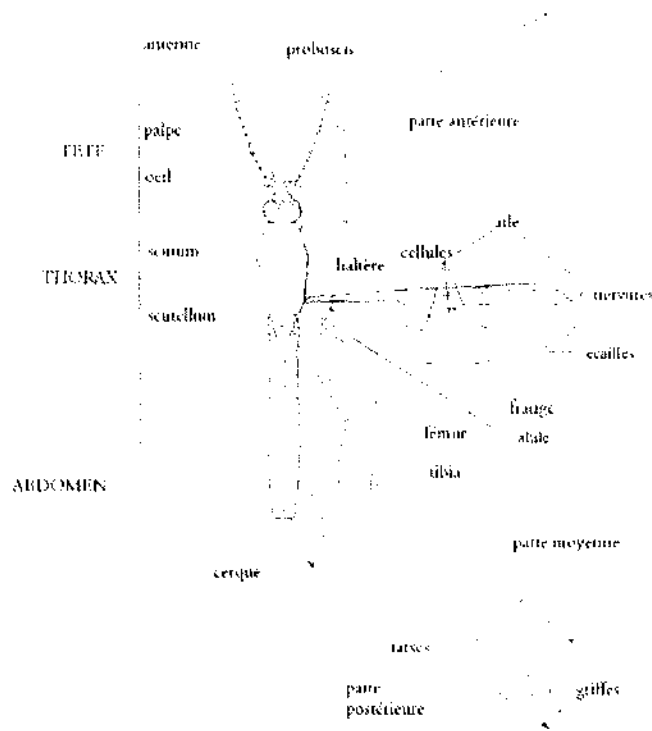 antenne
proboscis
patte antérieure
palpe
TETE
oeil
aile
cellules
scutum
haltère
THORAX
nervures
scutellum
écailles
frange
fémur
alule
tibia
ABDOMEN
patte moyenne
cerque
tarses
patte
postérieure
griffes